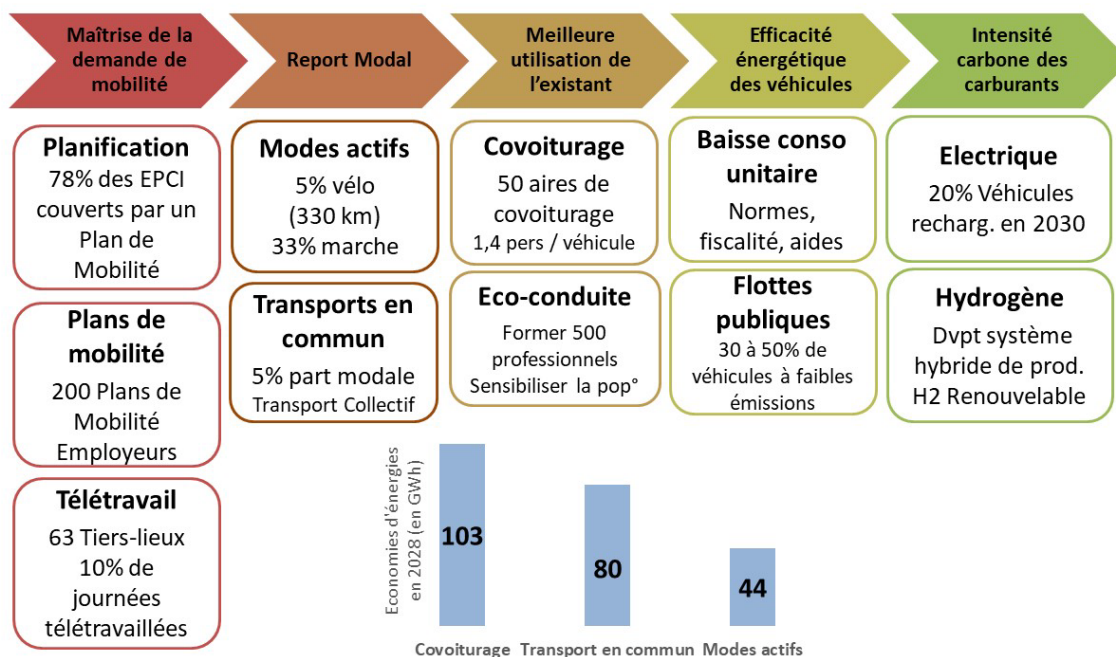 Maîtrise de la
demande de
mobilité
Report Modal
Meilleure
utilisation de
l'existant
Efficacité
énergétique
des véhicules
Intensité
carbone des
carburants
Planification
78% des EPCI
couverts par un
Plan de
Mobilité
Plans de
mobilité
200 Plans de
Mobilité
Employeurs
Télétravail
63 Tiers-lieux
10% de
journées
télétravaillées
Modes actifs
5% vélo
(330 km)
33% marche
Transports en
commun
5% part modale
Transport Collectif
Covoiturage
50 aires de
covoiturage
1,4 pers / véhicule
Eco-conduite
Former 500
professionnels
Sensibiliser la pop°
Baisse conso
unitaire
Normes,
fiscalité, aides
Flottes
publiques
30 à 50% de
véhicules à faibles
émissions
Electrique
20% Véhicules
recharg. en 2030
Hydrogène
Dvpt système
hybride de prod.
H2 Renouvelable
Economies d'énergies
en 2028 (en GWh)
103
80
44
Covoiturage Transport en commun Modes actifs